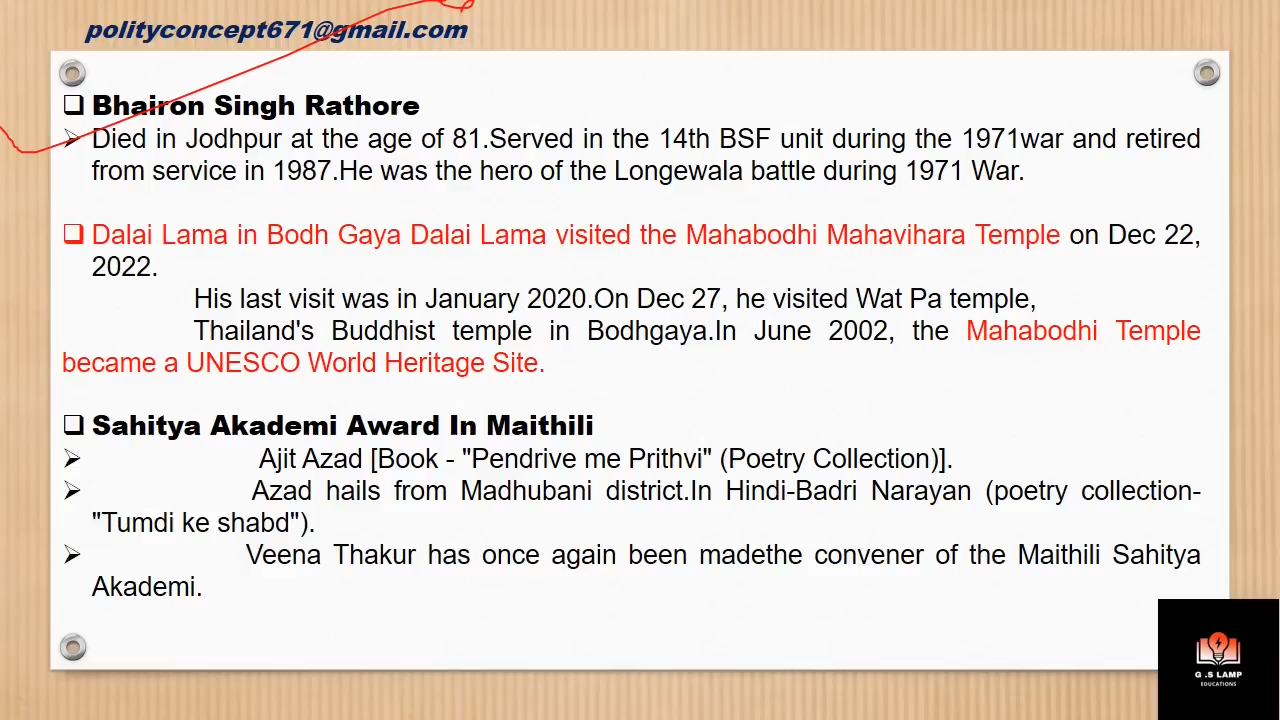 polityconcept671@gmail.com
❑ Bhairon Singh Rathore
➢ Died in Jodhpur at the age of 81.Served in the 14th BSF unit during the 1971war and retired
from service in 1987.He was the hero of the Longewala battle during 1971 War.
❑ Dalai Lama in Bodh Gaya Dalai Lama visited the Mahabodhi Mahavihara Temple on Dec 22,
2022.
His last visit was in January 2020.On Dec 27, he visited Wat Pa temple,
Thailand's Buddhist temple in Bodhgaya.In June 2002, the Mahabodhi Temple
became a UNESCO World Heritage Site.
❑ Sahitya Akademi Award In Maithili
➢ Ajit Azad [Book - "Pendrive me Prithvi" (Poetry Collection)].
➢ Azad hails from Madhubani district.In Hindi-Badri Narayan (poetry collection-
"Tumdi ke shabd").
➢ Veena Thakur has once again been madethe convener of the Maithili Sahitya
Akademi.
G .S LAMP
EDUCATIONS